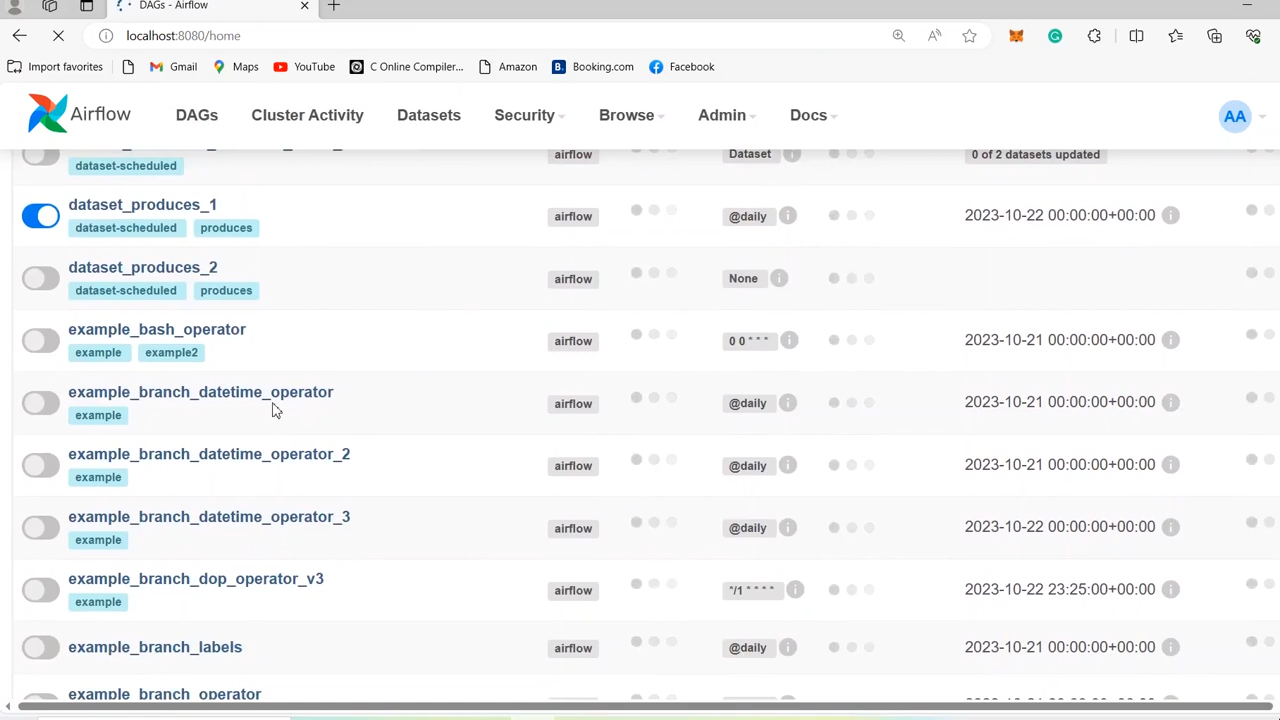 DAGs - Airflow
localhost:8080/home
Import favorites Gmail Maps YouTube C Online Compiler... Amazon Booking.com Facebook
Airflow DAGs Cluster Activity Datasets Security Browse Admin Docs AA
dataset-scheduled airflow Dataset i 0 of 2 datasets updated
dataset_produces_1 airflow @daily i 2023-10-22 00:00:00+00:00 i
dataset-scheduled produces
dataset_produces_2 airflow None i
dataset-scheduled produces
example_bash_operator airflow 0 0 * * * i 2023-10-21 00:00:00+00:00 i
example example2
example_branch_datetime_operator airflow @daily i 2023-10-21 00:00:00+00:00 i
example
example_branch_datetime_operator_2 airflow @daily i 2023-10-21 00:00:00+00:00 i
example
example_branch_datetime_operator_3 airflow @daily i 2023-10-22 00:00:00+00:00 i
example
example_branch_dop_operator_v3 airflow */1 * * * * i 2023-10-22 23:25:00+00:00 i
example
example_branch_labels airflow @daily i 2023-10-21 00:00:00+00:00 i
example_branch_operator